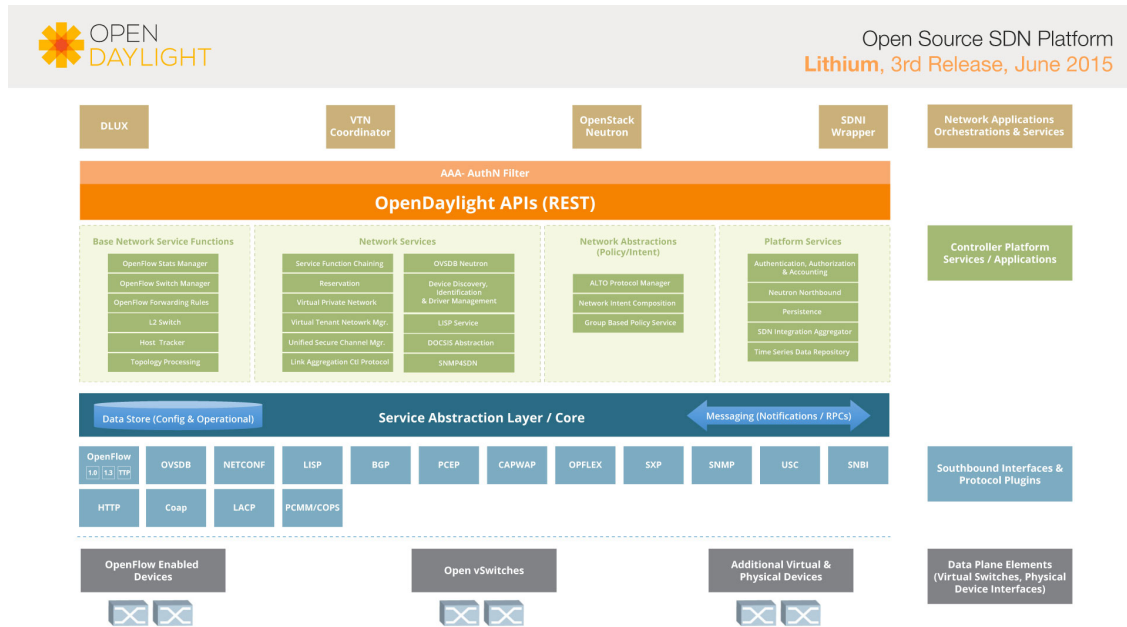 OPEN
DAYLIGHT
Open Source SDN Platform
Lithium, 3rd Release, June 2015
DLUX
VTN
Coordinator
OpenStack
Neutron
SDNI
Wrapper
Network Applications
Orchestrations & Services
AAA- AuthN Filter
OpenDaylight APIs (REST)
Base Network Service Functions
OpenFlow Stats Manager
OpenFlow Switch Manager
OpenFlow Forwarding Rules
L2 Switch
Host Tracker
Topology Processing
Network Services
Service Function Chaining
Reservation
Virtual Private Network
Virtual Tenant Netowrk Mgr.
Unified Secure Channel Mgr.
Link Aggregation Ctl Protocol
OVSDB Neutron
Device Discovery,
Identification
& Driver Management
LISP Service
DOCSIS Abstraction
SNMP4SDN
Network Abstractions
(Policy/Intent)
ALTO Protocol Manager
Network Intent Composition
Group Based Policy Service
Platform Services
Authentication, Authorization
& Accounting
Neutron Northbound
Persistence
SDN Integration Aggregator
Time Series Data Repository
Controller Platform
Services / Applications
Data Store (Config & Operational)
Service Abstraction Layer / Core
Messaging (Notifications / RPCs)
OpenFlow
1.0 1.3 TTP
OVSDB
NETCONF
LISP
BGP
PCEP
CAPWAP
OPFLEX
SXP
SNMP
USC
SNBI
HTTP
Coap
LACP
PCMM/COPS
Southbound Interfaces &
Protocol Plugins
OpenFlow Enabled
Devices
Open vSwitches
Additional Virtual &
Physical Devices
Data Plane Elements
(Virtual Switches, Physical
Device Interfaces)